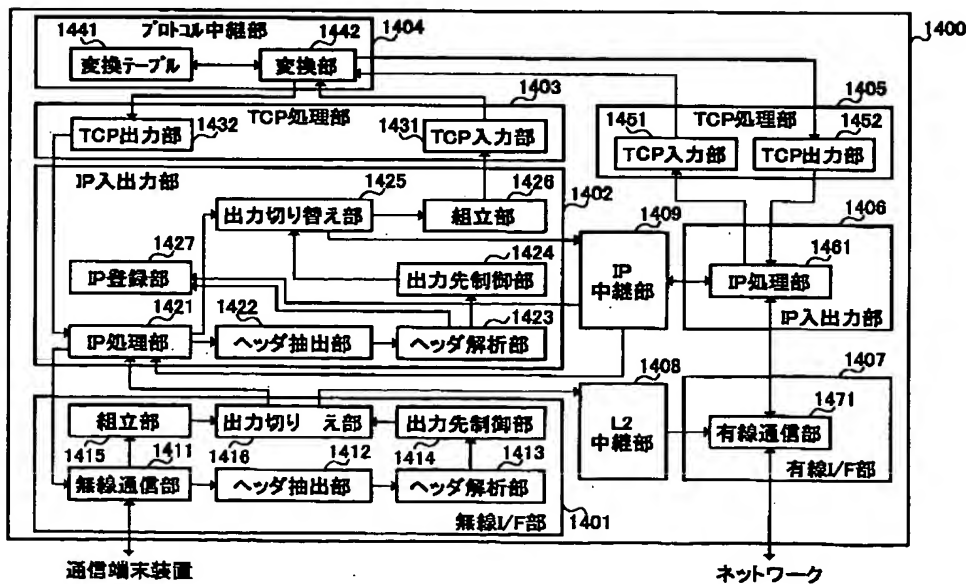 1400
1441
プロトコル中継部
1442
1404
変換テーブル
変換部
1403
1405
TCP処理部
TCP出力部
1432
1431
TCP入力部
1451
TCP処理部
1452
TCP入力部
TCP出力部
IP入出力部
1425
1426
1402
出力切り替え部
組立部
1409
1406
1427
1424
IP登録部
出力先制御部
IP
中継部
1461
IP処理部
1421
1422
1423
IP処理部
ヘッダ抽出部
ヘッダ解析部
IP入出力部
1408
1407
組立部
出力切り え部
出力先制御部
L2
中継部
1471
有線通信部
1415
1411
1416
1412
1414
1413
無線通信部
ヘッダ抽出部
ヘッダ解析部
有線I/F部
無線I/F部
1401
通信端末装置
ネットワーク